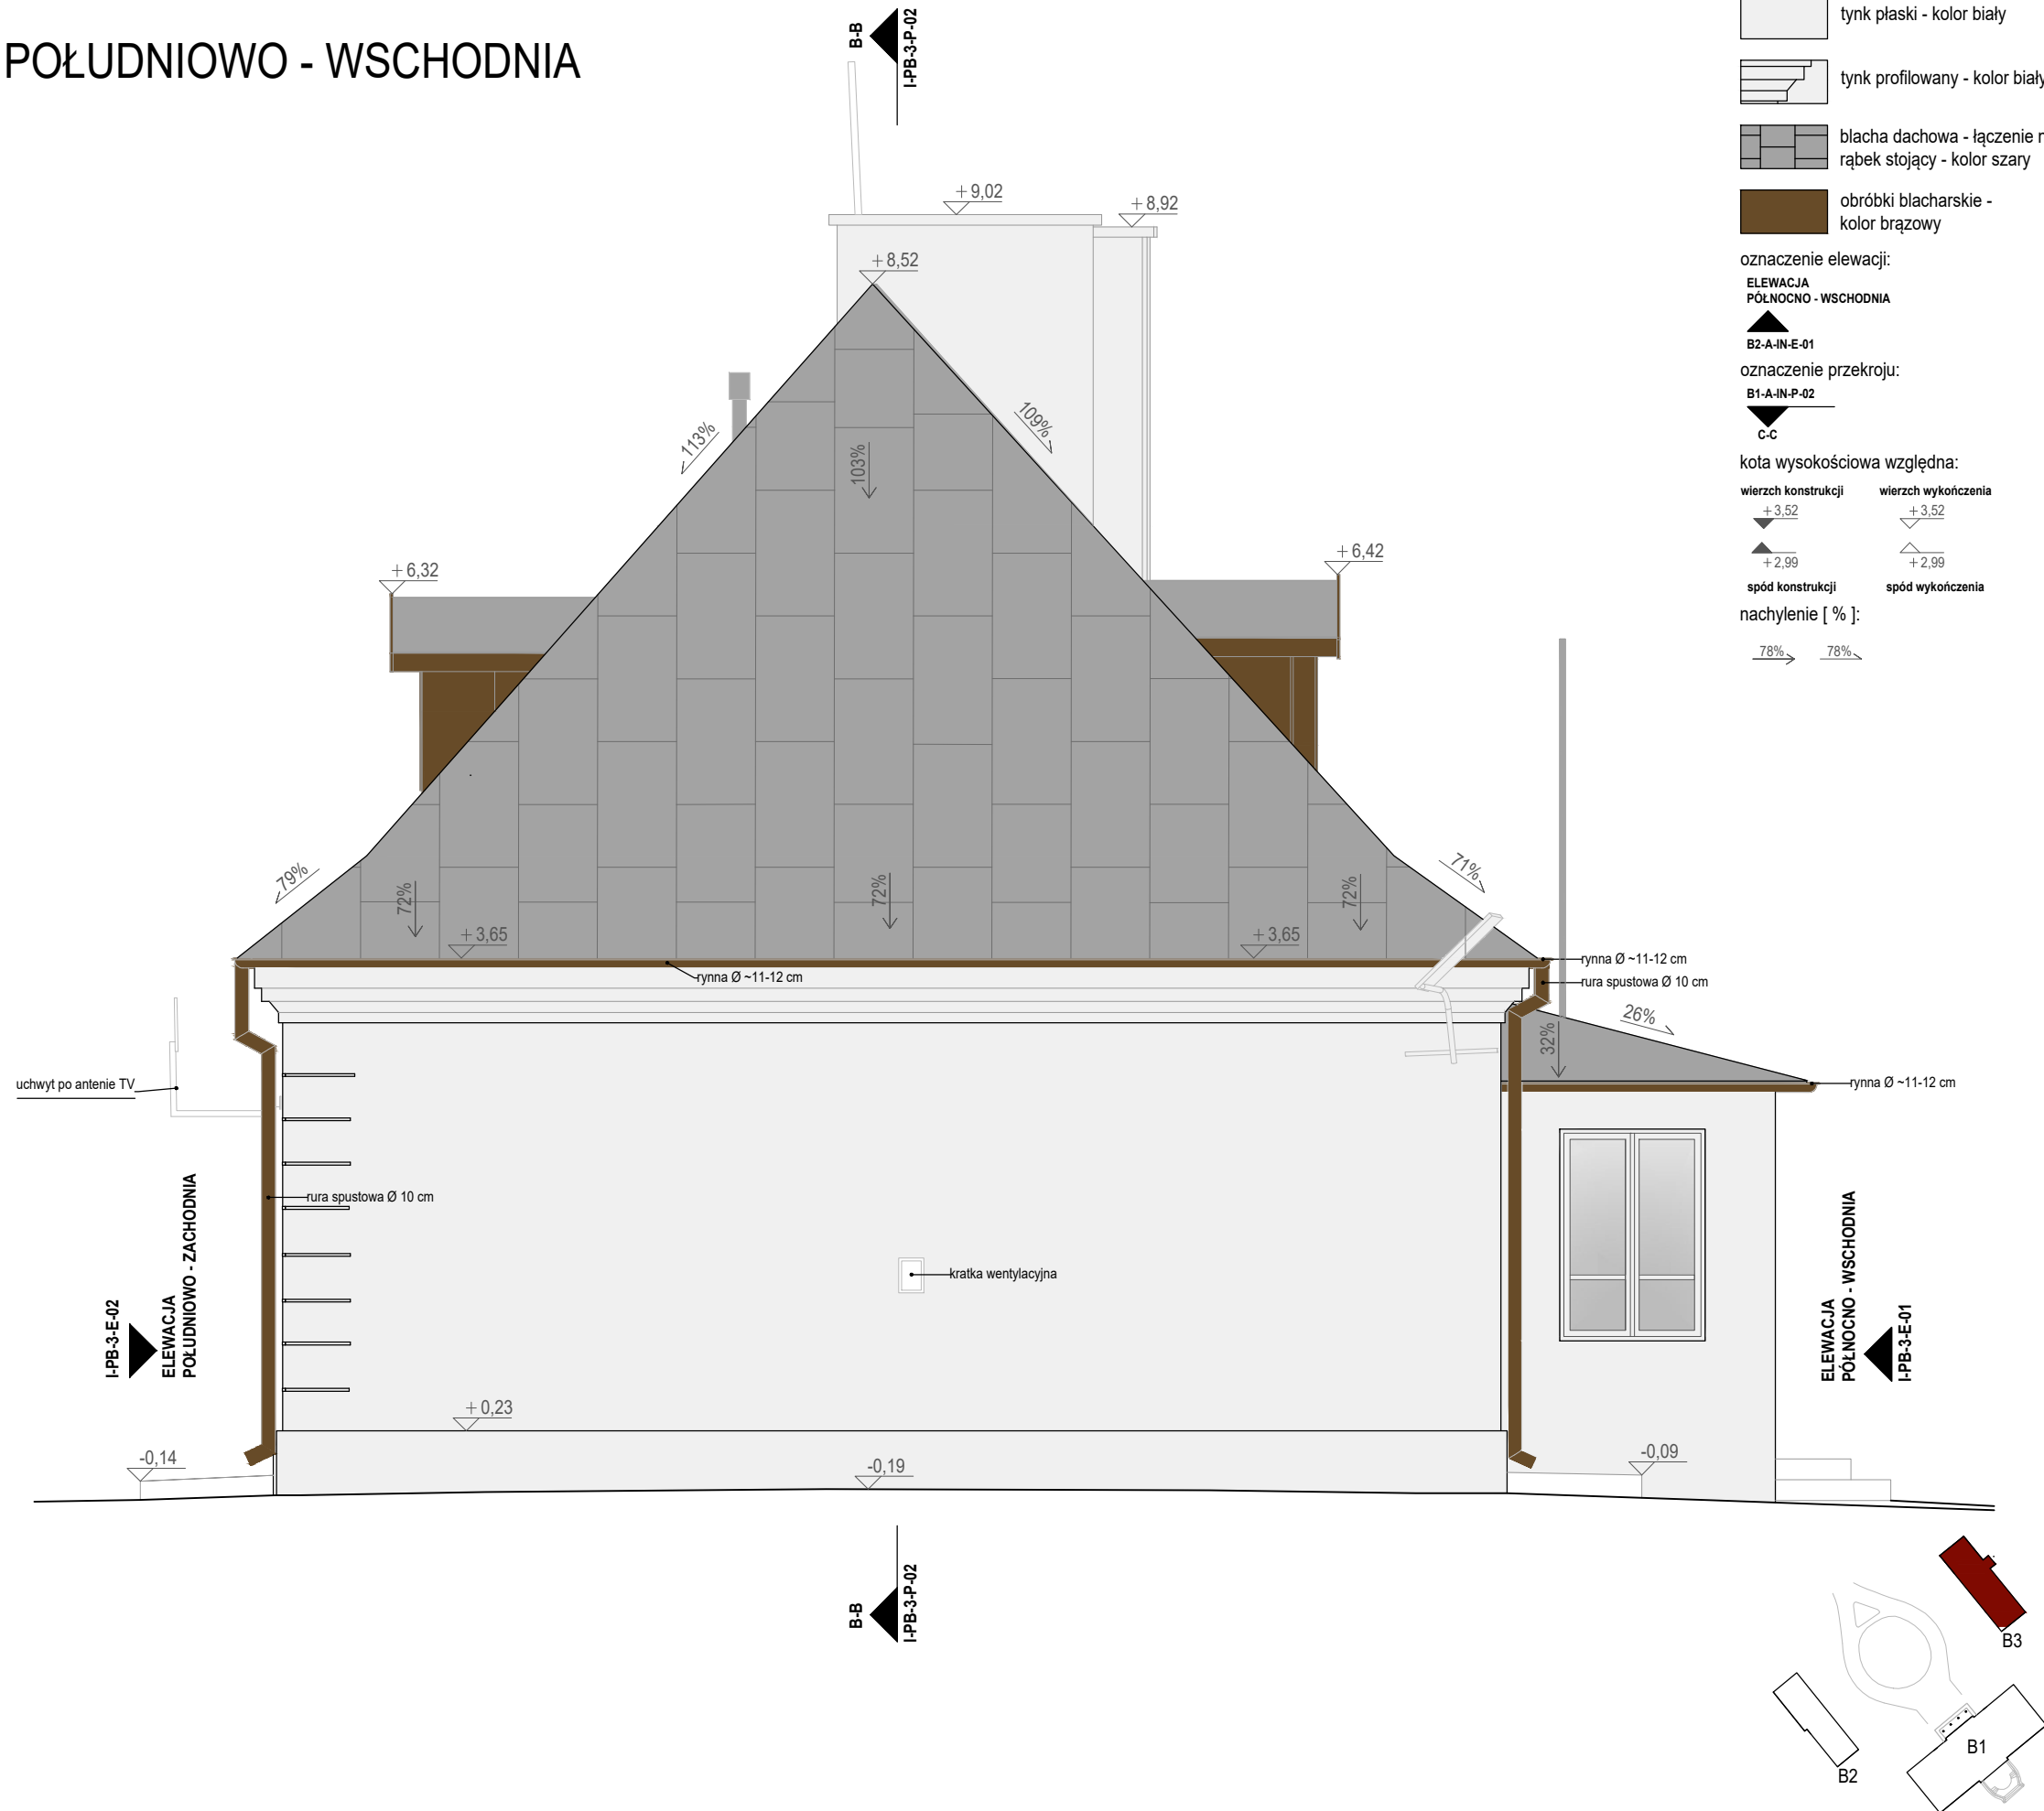 POŁUDNIOWO - WSCHODNIA
B-B
I-PB-3-P-02
tynk płaski - kolor biały
tynk profilowany - kolor biały
blacha dachowa - łączenie
rąbek stojący - kolor szary
obróbki blacharskie -
kolor brązowy
oznaczenie elewacji:
ELEWACJA
PÓŁNOCNO - WSCHODNIA
B2-A-IN-E-01
oznaczenie przekroju:
B1-A-IN-P-02
C-C
kota wysokościowa względna:
wierzch konstrukcji wierzch wykończenia
+3,52 +3,52
+2,99 +2,99
spód konstrukcji spód wykończenia
nachylenie [ % ]:
78% 78%
+9,02
+8,92
+8,52
113%
103%
109%
+6,32
+6,42
79%
72%
72%
72%
71%
+3,65
+3,65
rynna Ø ~11-12 cm
rynna Ø ~11-12 cm
rura spustowa Ø 10 cm
26%
32%
uchwyt po antenie TV
rynna Ø ~11-12 cm
rura spustowa Ø 10 cm
kratka wentylacyjna
I-PB-3-E-02
ELEWACJA
POŁUDNIOWO - ZACHODNIA
ELEWACJA
PÓŁNOCNO - WSCHODNIA
I-PB-3-E-01
+0,23
-0,14
-0,19
-0,09
B-B
I-PB-3-P-02
B3
B1
B2